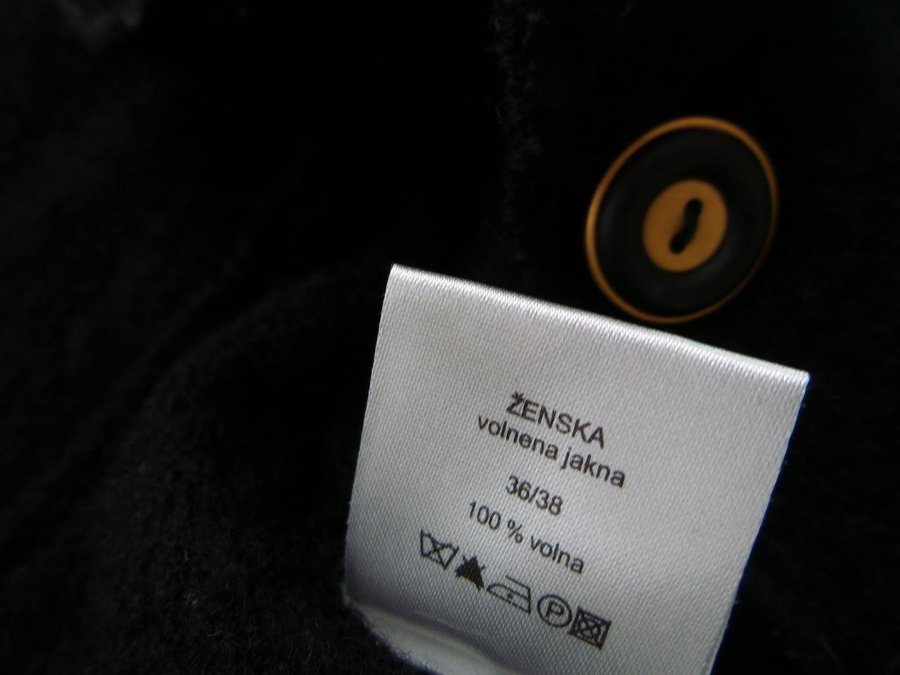 ŽENSKA
volnena jakna
36/38
100 % volna
P